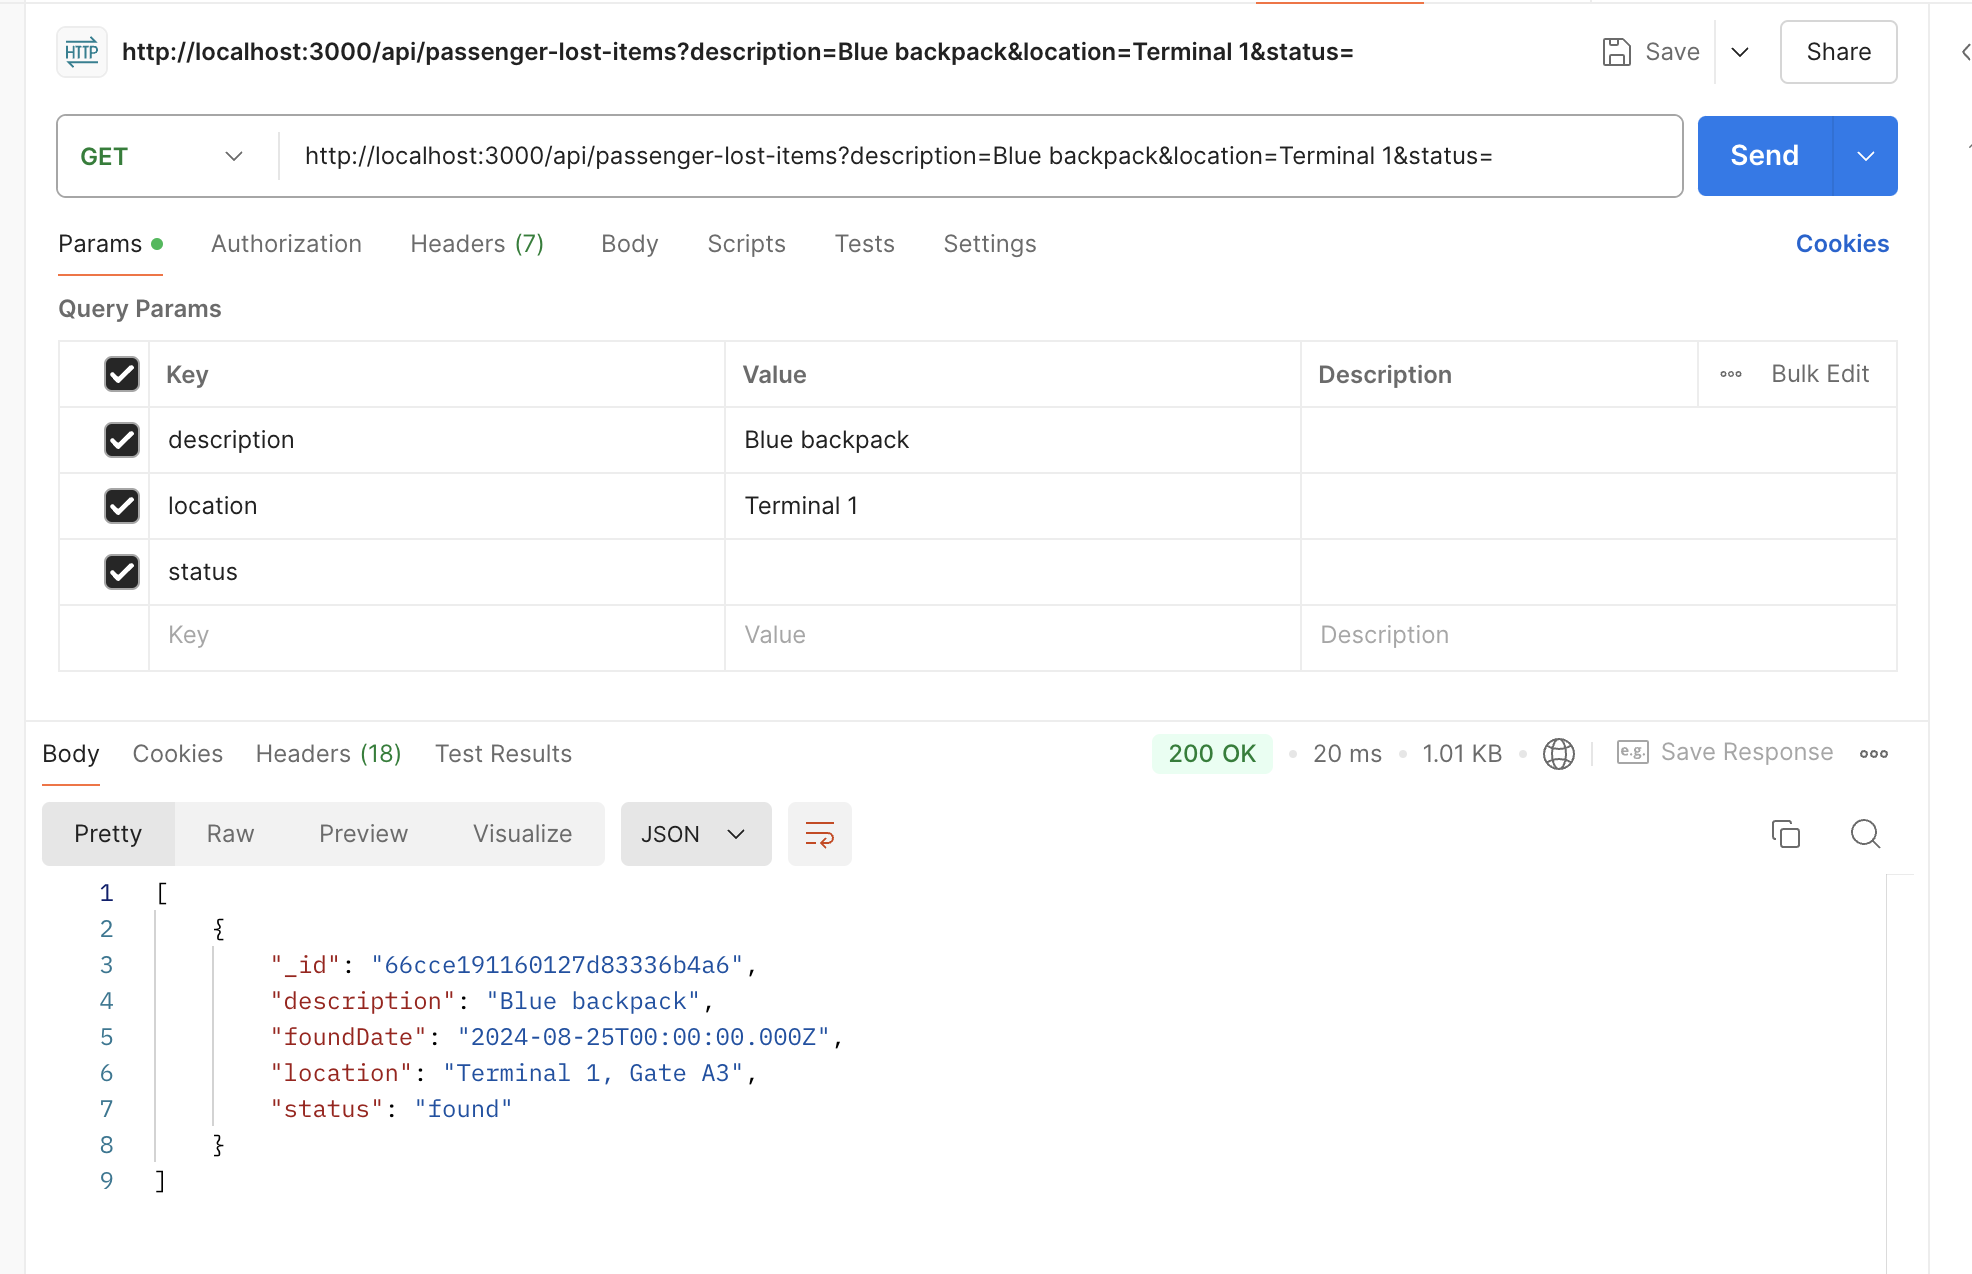 HTTP http://localhost:3000/api/passenger-lost-items?description=Blue backpack&location=Terminal 1&status= Save Share
GET http://localhost:3000/api/passenger-lost-items?description=Blue backpack&location=Terminal 1&status= Send
Params Authorization Headers (7) Body Scripts Tests Settings Cookies
Query Params
Key Value Description Bulk Edit
description Blue backpack
location Terminal 1
status
Key Value Description
Body Cookies Headers (18) Test Results 200 OK 20 ms 1.01 KB e.g. Save Response
Pretty Raw Preview Visualize JSON
1 [
2 {
3 "_id": "66cce191160127d83336b4a6",
4 "description": "Blue backpack",
5 "foundDate": "2024-08-25T00:00:00.000Z",
6 "location": "Terminal 1, Gate A3",
7 "status": "found"
8 }
9 ]